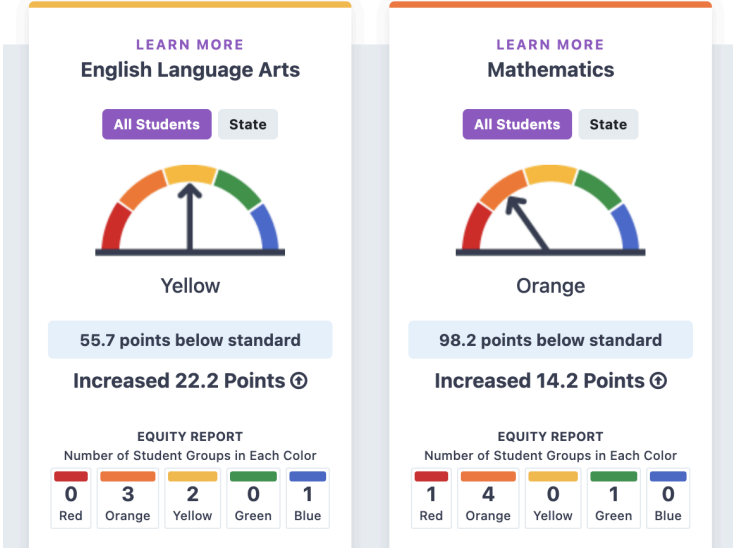 LEARN MORE
English Language Arts
All Students State
Yellow
55.7 points below standard
Increased 22.2 Points
EQUITY REPORT
Number of Student Groups in Each Color
0 3 2 0 1
Red Orange Yellow Green Blue
LEARN MORE
Mathematics
All Students State
Orange
98.2 points below standard
Increased 14.2 Points
EQUITY REPORT
Number of Student Groups in Each Color
1 4 0 1 0
Red Orange Yellow Green Blue